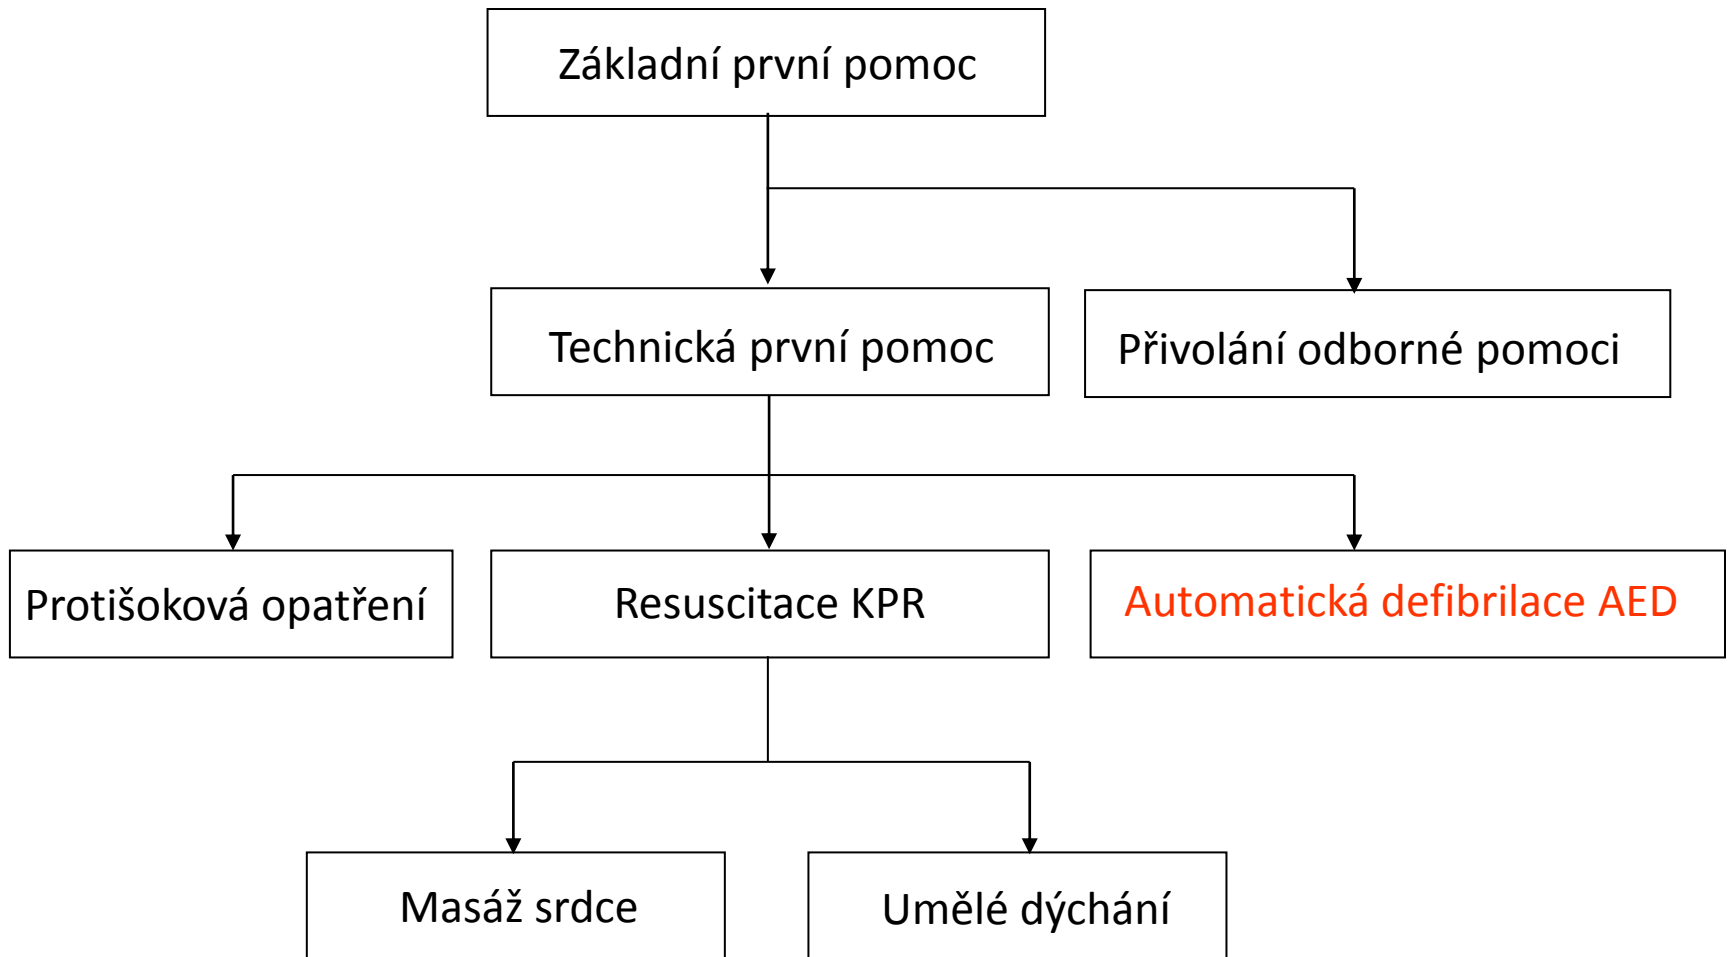 Základní první pomoc
Technická první pomoc
Přivolání odborné pomoci
Protišoková opatření
Resuscitace KPR
Automatická defibrilace AED
Masáž srdce
Umělé dýchání